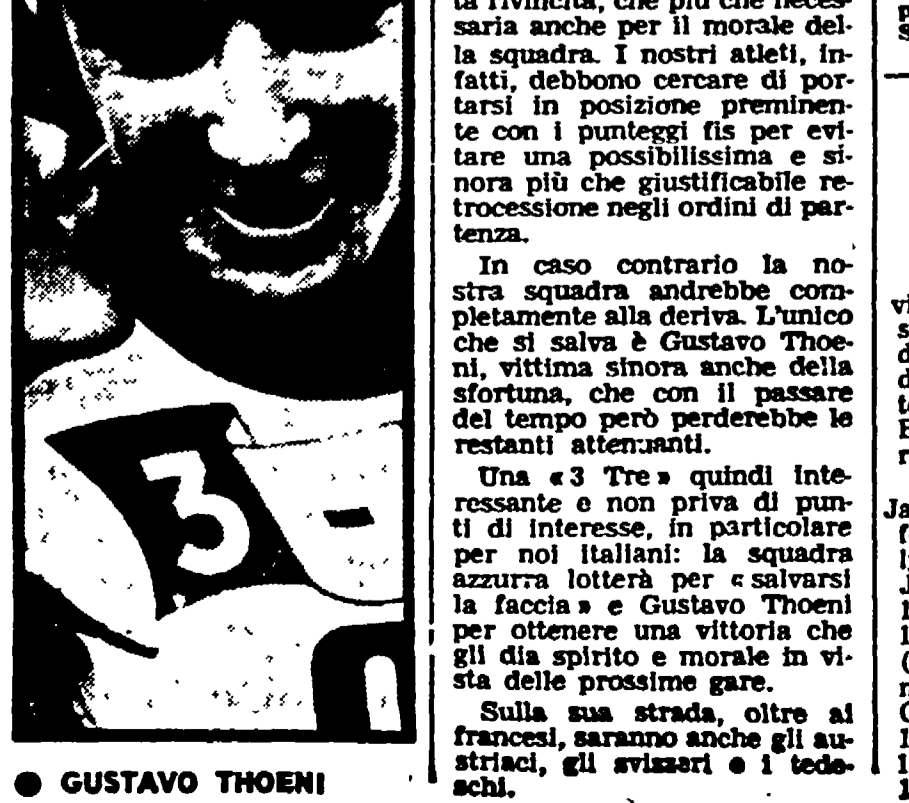 ta rivincita, che più che neces-
saria anche per il morale del-
la squadra. I nostri atleti, in-
fatti, debbono cercare di por-
tarsi in posizione preminen-
te con i punteggi fis per evi-
tare una possibilissima e si-
nora più che giustificabile re-
trocessione negli ordini di par-
tenza.
In caso contrario la no-
stra squadra andrebbe com-
pletamente alla deriva. L'unico
che si salva è Gustavo Thoe-
ni, vittima sinora anche della
sfortuna, che con il passare
del tempo però perderebbe le
restanti attenuanti.
Una « 3 Tre » quindi inte-
ressante e non priva di pun-
ti di interesse, in particolare
per noi italiani: la squadra
azzurra lotterà per « salvarsi
la faccia » e Gustavo Thoeni
per ottenere una vittoria che
gli dia spirito e morale in vi-
sta delle prossime gare.
Sulla sua strada, oltre ai
francesi, saranno anche gli au-
striaci, gli svizzeri e i tede-
schi.
3
● GUSTAVO THOENI